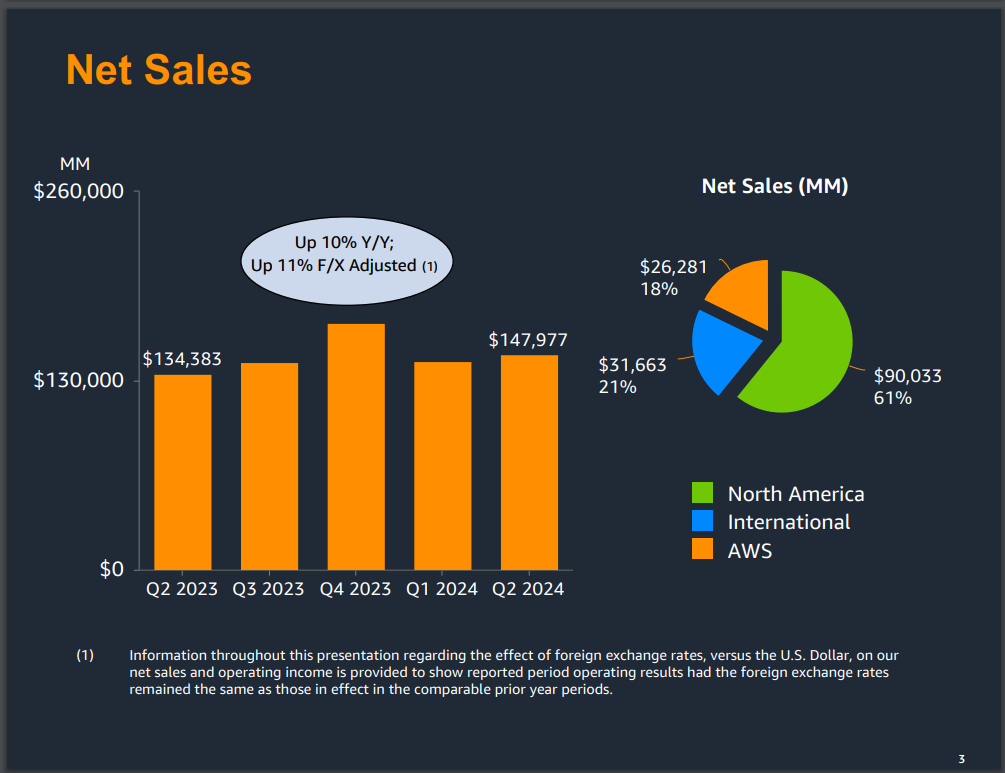 Net Sales
MM
$260,000
$130,000
$0
Up 10% Y/Y;
Up 11% F/X Adjusted (1)
$134,383
$147,977
Q2 2023 Q3 2023 Q4 2023 Q1 2024 Q2 2024
Net Sales (MM)
$26,281
18%
$31,663
21%
$90,033
61%
North America
International
AWS
(1) Information throughout this presentation regarding the effect of foreign exchange rates, versus the U.S. Dollar, on our
net sales and operating income is provided to show reported period operating results had the foreign exchange rates
remained the same as those in effect in the comparable prior year periods.
3